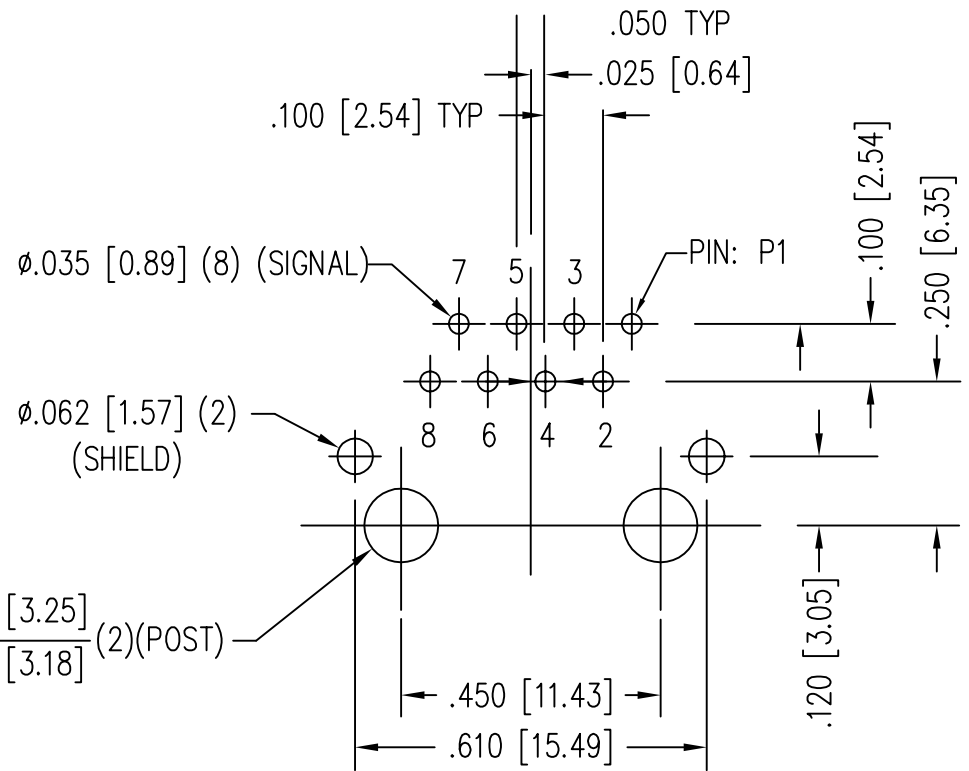 .050 TYP
.025 [0.64]
.100 [2.54] TYP
.100 [2.54]
.250 [6.35]
ø.035 [0.89] (8) (SIGNAL)
7 5 3
PIN: P1
ø.062 [1.57] (2)
(SHIELD)
8 6 4 2
[3.25]
[3.18]
(2)(POST)
.120 [3.05]
.450 [11.43]
.610 [15.49]